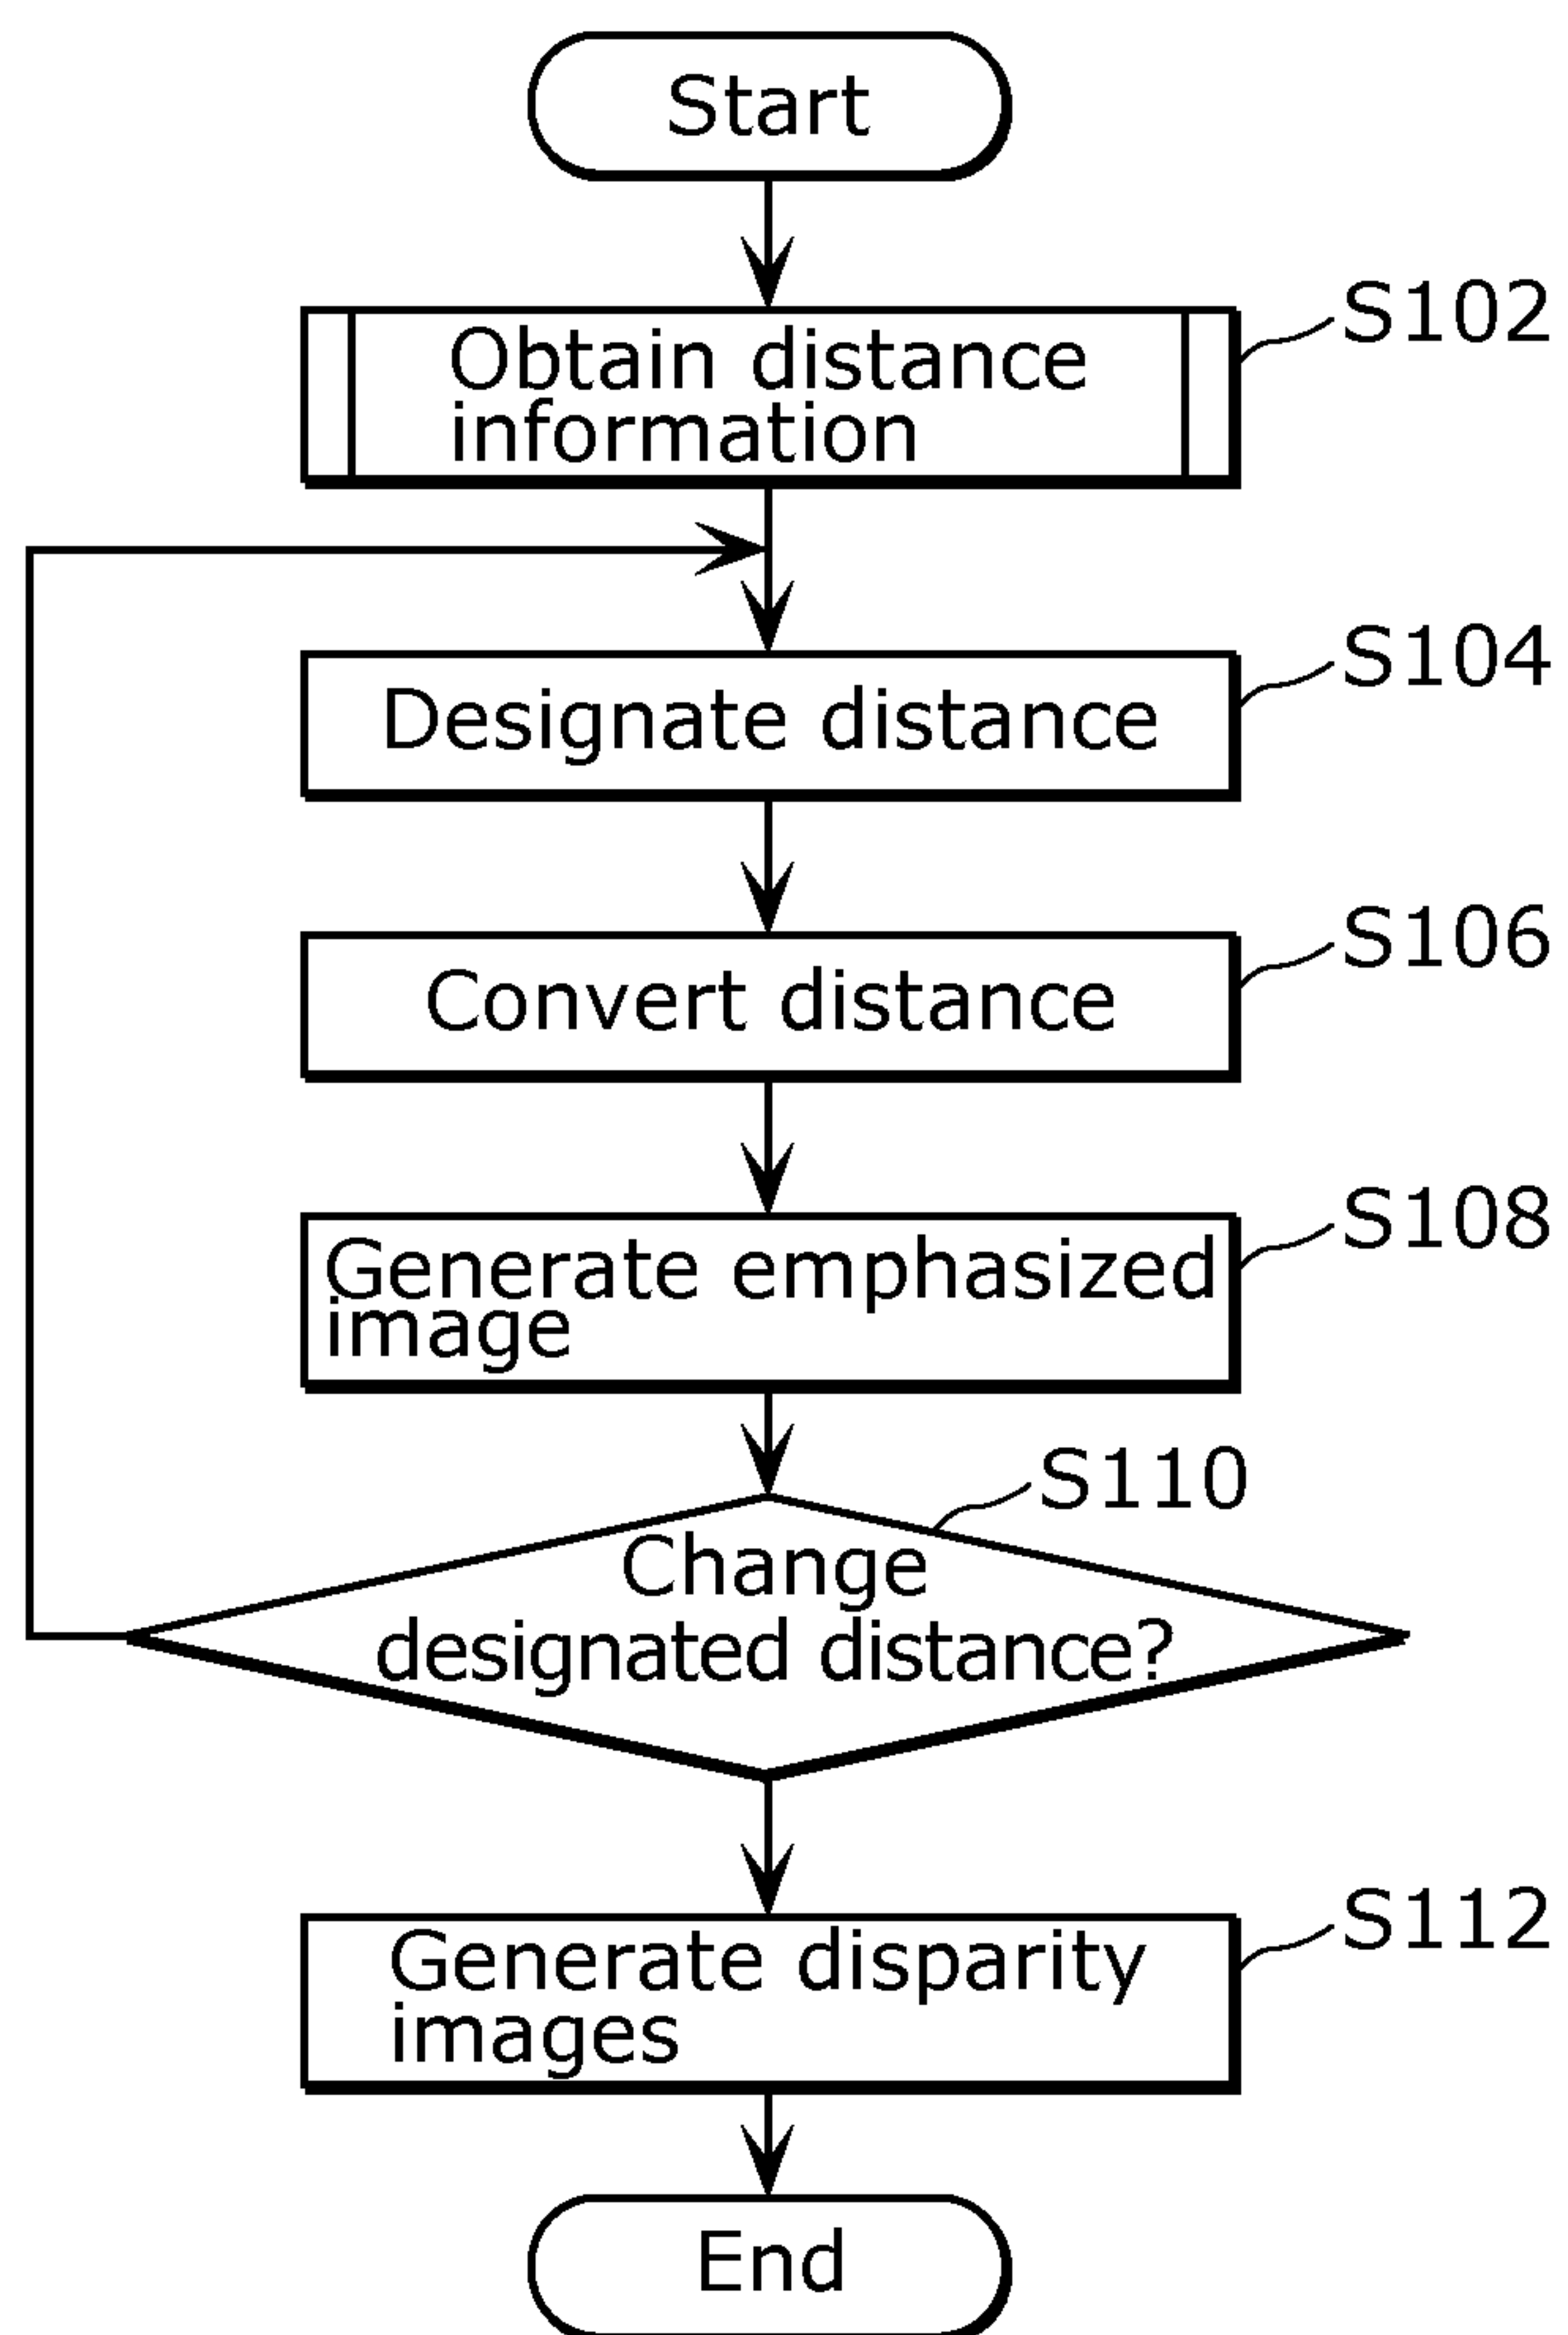 Start
S102
Obtain distance
information
S104
Designate distance
S106
Convert distance
S108
Generate emphasized
image
S110
Change
designated distance?
S112
Generate disparity
images
End